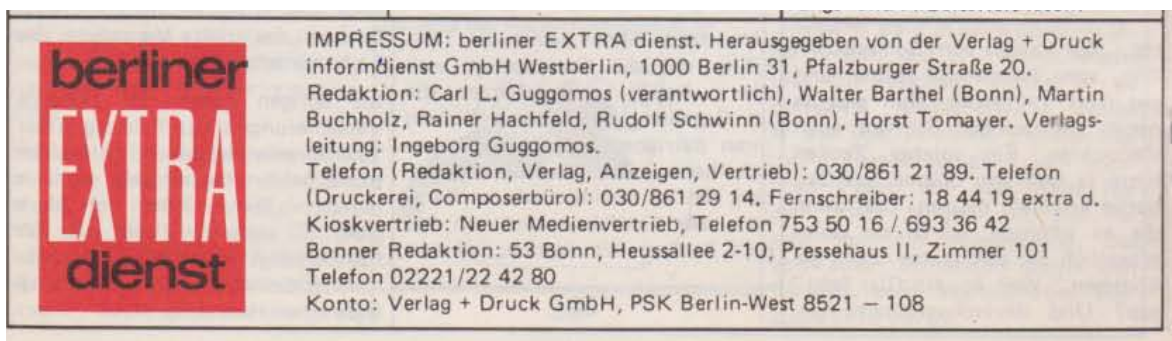 berliner
EXTRA
dienst
IMPRESSUM: berliner EXTRA dienst. Herausgegeben von der Verlag + Druck
informdienst GmbH Westberlin, 1000 Berlin 31, Pfalzburger Straße 20.
Redaktion: Carl L. Guggomos (verantwortlich), Walter Barthel (Bonn), Martin
Buchholz, Rainer Hachfeld, Rudolf Schwinn (Bonn), Horst Tomayer. Verlags-
leitung: Ingeborg Guggomos.
Telefon (Redaktion, Verlag, Anzeigen, Vertrieb): 030/861 21 89. Telefon
(Druckerei, Composerbüro): 030/861 29 14. Fernschreiber: 18 44 19 extra d.
Kioskvertrieb: Neuer Medienvertrieb, Telefon 753 50 16 / 693 36 42
Bonner Redaktion: 53 Bonn, Heussallee 2-10, Pressehaus II, Zimmer 101
Telefon 02221/22 42 80
Konto: Verlag + Druck GmbH, PSK Berlin-West 8521 — 108